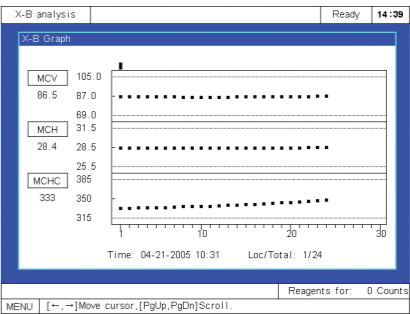 X-B analysis Ready 14:39
X-B Graph
MCV 105.0
86.5 87.0
69.0
MCH 31.5
28.4 28.5
25.5
MCHC 385
333 350
315
1 10 20 30
Time: 04-21-2005 10:31 Loc/Total: 1/24
Reagents for: 0 Counts
MENU [←,→]Move cursor,[PgUp,PgDn]Scroll.